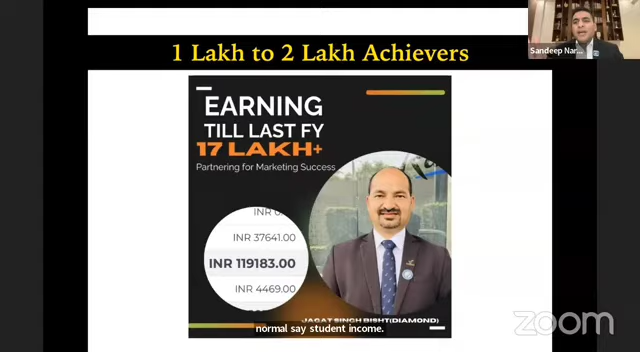 1 Lakh to 2 Lakh Achievers
Sandeep Nar...
EARNING
TILL LAST FY
17 LAKH+
Partnering for Marketing Success
INR 37641.00
INR 119183.00
INR 4469.00
JAGAT SINGH BISHT(DIAMOND)
normal say student income.
zoom